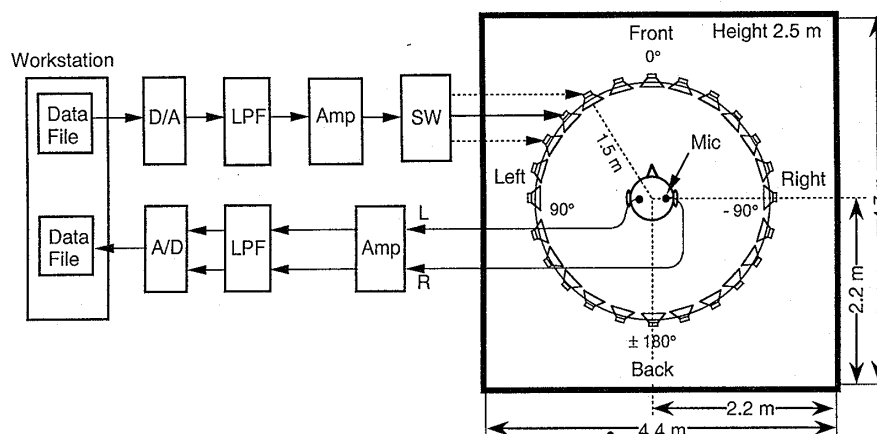 Workstation
Data
File
D/A
LPF
Amp
SW
Data
File
A/D
LPF
Amp
L
R
Front
0°
Height 2.5 m
1.5 m
Mic
Left
90°
Right
- 90°
± 180°
Back
2.2 m
2.2 m
4.4 m